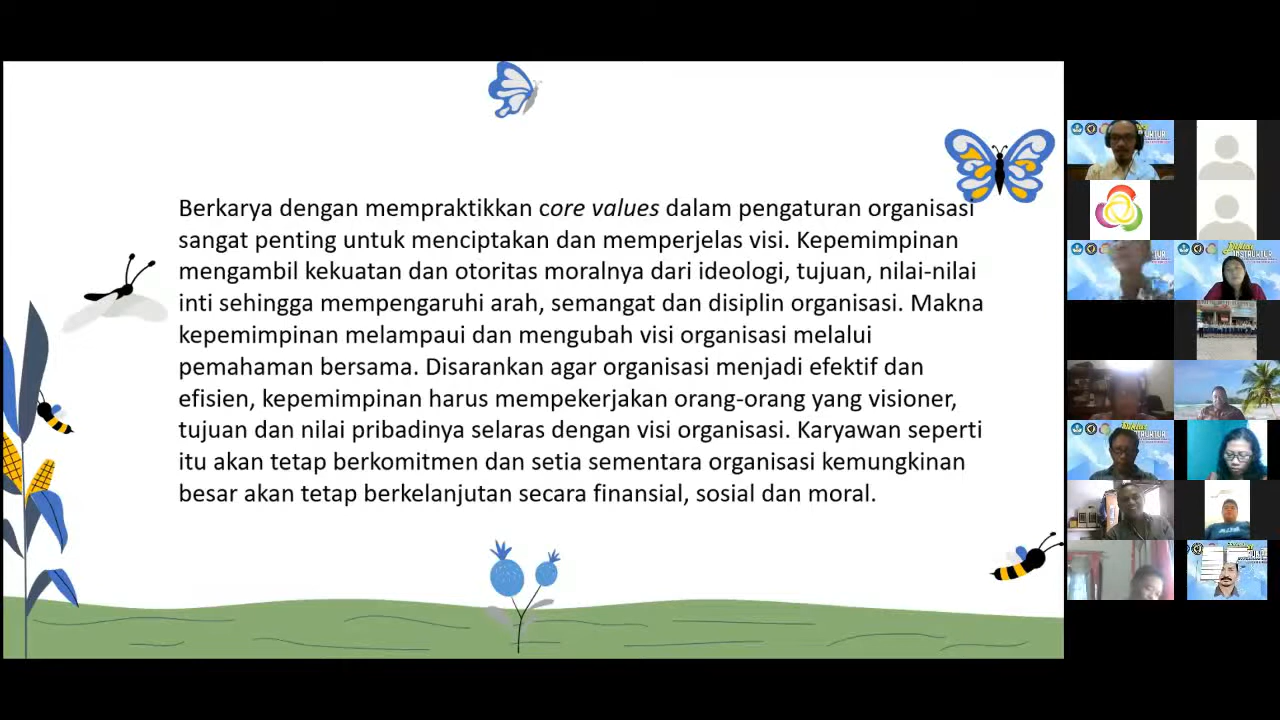 Berkarya dengan mempraktikkan core values dalam pengaturan organisasi
sangat penting untuk menciptakan dan memperjelas visi. Kepemimpinan
mengambil kekuatan dan otoritas moralnya dari ideologi, tujuan, nilai-nilai
inti sehingga mempengaruhi arah, semangat dan disiplin organisasi. Makna
kepemimpinan melampaui dan mengubah visi organisasi melalui
pemahaman bersama. Disarankan agar organisasi menjadi efektif dan
efisien, kepemimpinan harus mempekerjakan orang-orang yang visioner,
tujuan dan nilai pribadinya selaras dengan visi organisasi. Karyawan seperti
itu akan tetap berkomitmen dan setia sementara organisasi kemungkinan
besar akan tetap berkelanjutan secara finansial, sosial dan moral.